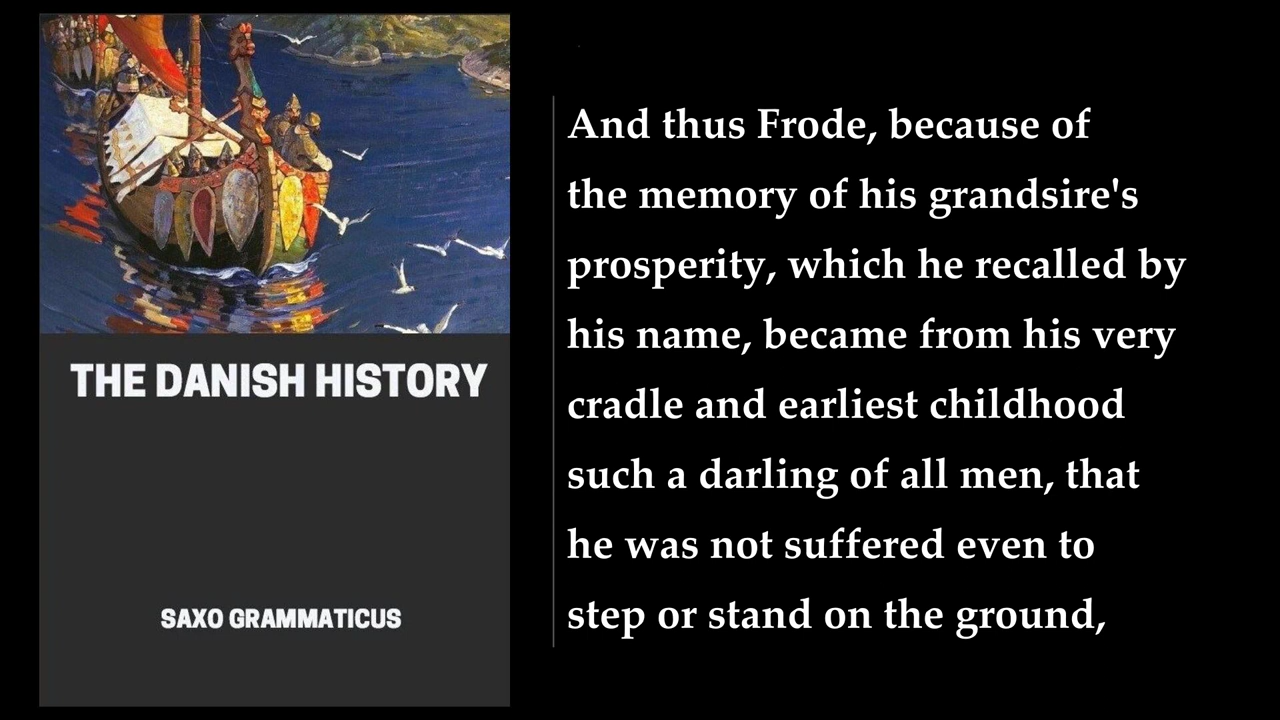 THE DANISH HISTORY
SAXO GRAMMATICUS
And thus Frode, because of
the memory of his grandsire's
prosperity, which he recalled by
his name, became from his very
cradle and earliest childhood
such a darling of all men, that
he was not suffered even to
step or stand on the ground,